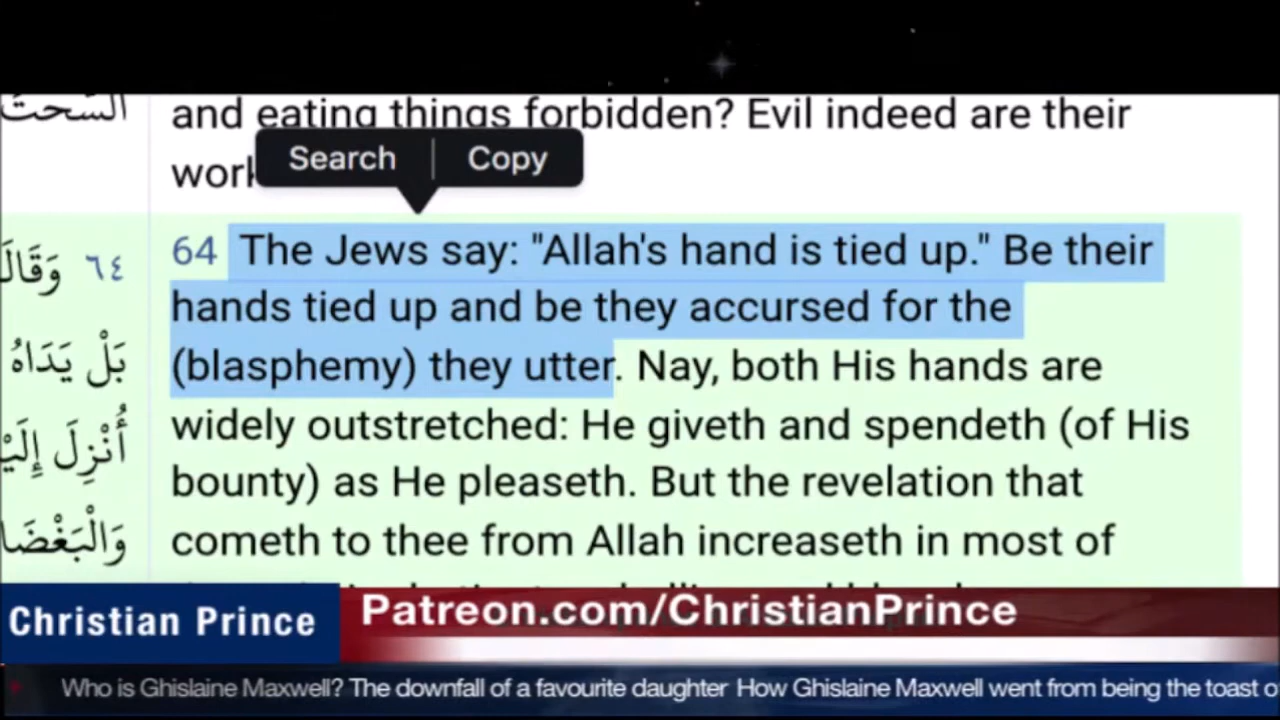 السُّحْتَ and eating things forbidden? Evil indeed are their
Search Copy
work
٦٤ 64 The Jews say: "Allah's hand is tied up." Be their
hands tied up and be they accursed for the
بَلْ يَدَاهُ (blasphemy) they utter. Nay, both His hands are
أُنْزِلَ widely outstretched: He giveth and spendeth (of His
bounty) as He pleaseth. But the revelation that
cometh to thee from Allah increaseth in most of
Christian Prince
Patreon.com/ChristianPrince
Who is Ghislaine Maxwell? The downfall of a favourite daughter How Ghislaine Maxwell went from being the toast o